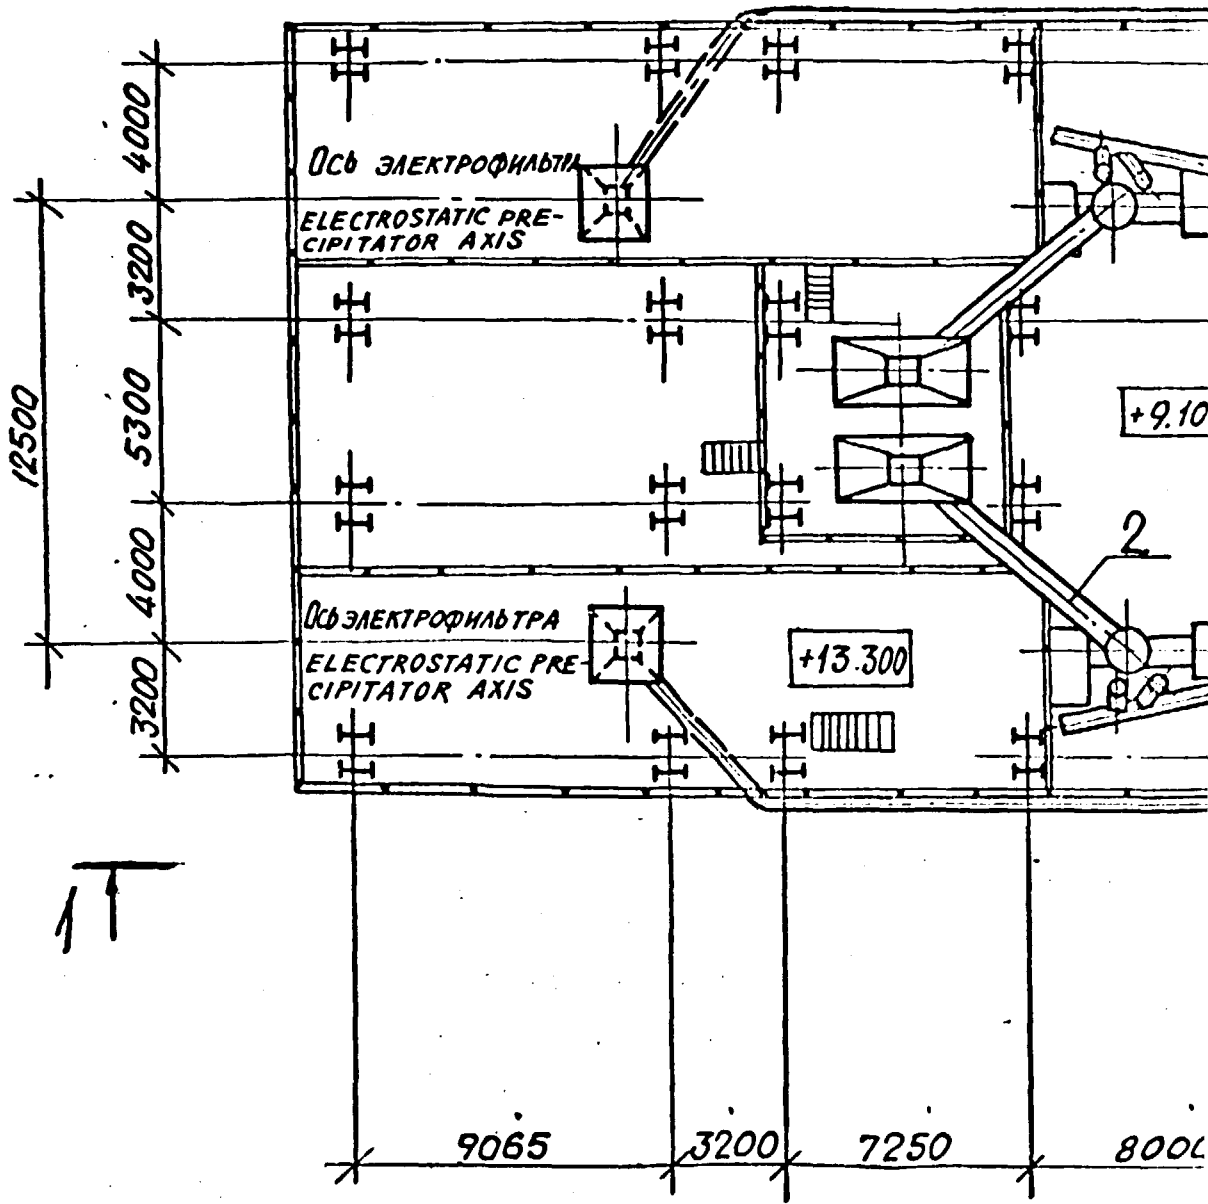 Ось ЭЛЕКТРОФИЛЬТРА
ELECTROSTATIC PRE-
CIPITATOR AXIS
4000
3200
12500
5300
4000
3200
+9.10
2
Ось ЭЛЕКТРОФИЛЬТРА
ELECTROSTATIC PRE-
CIPITATOR AXIS
+13.300
1
9065
3200
7250
8000